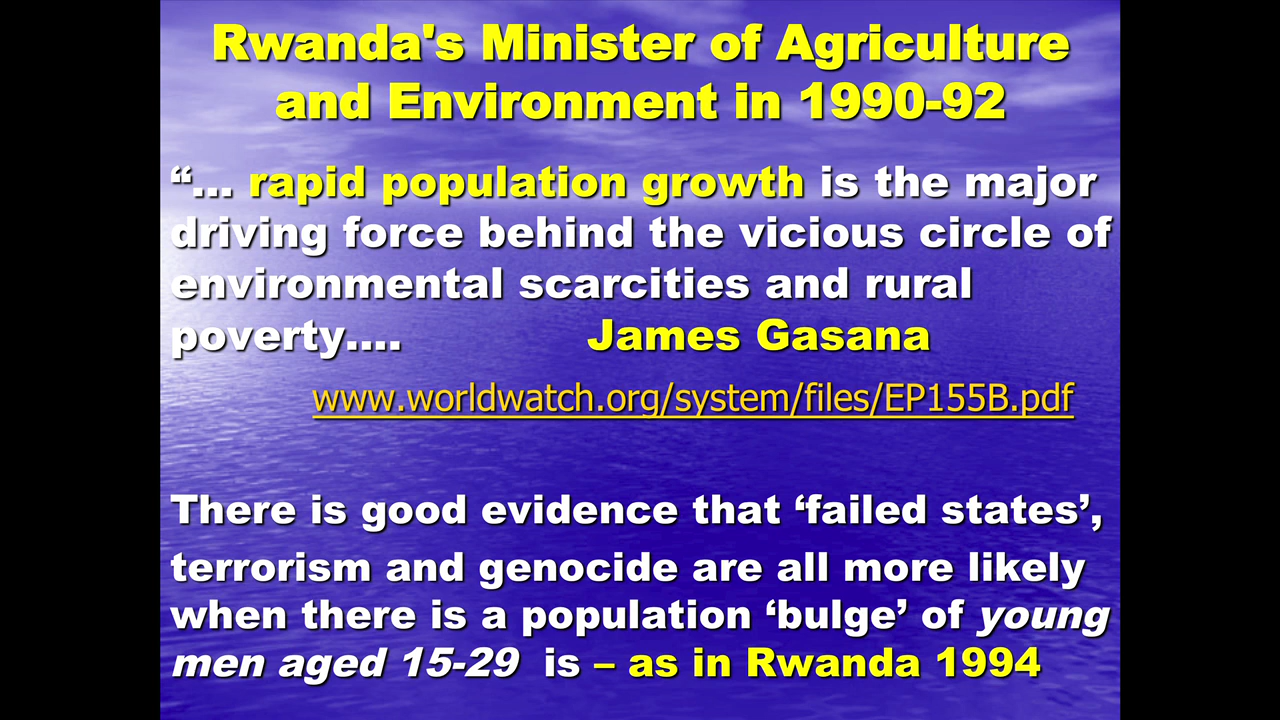 Rwanda's Minister of Agriculture
and Environment in 1990-92
“... rapid population growth is the major
driving force behind the vicious circle of
environmental scarcities and rural
poverty.... James Gasana
www.worldwatch.org/system/files/EP155B.pdf
There is good evidence that ‘failed states’,
terrorism and genocide are all more likely
when there is a population ‘bulge’ of young
men aged 15-29 is – as in Rwanda 1994